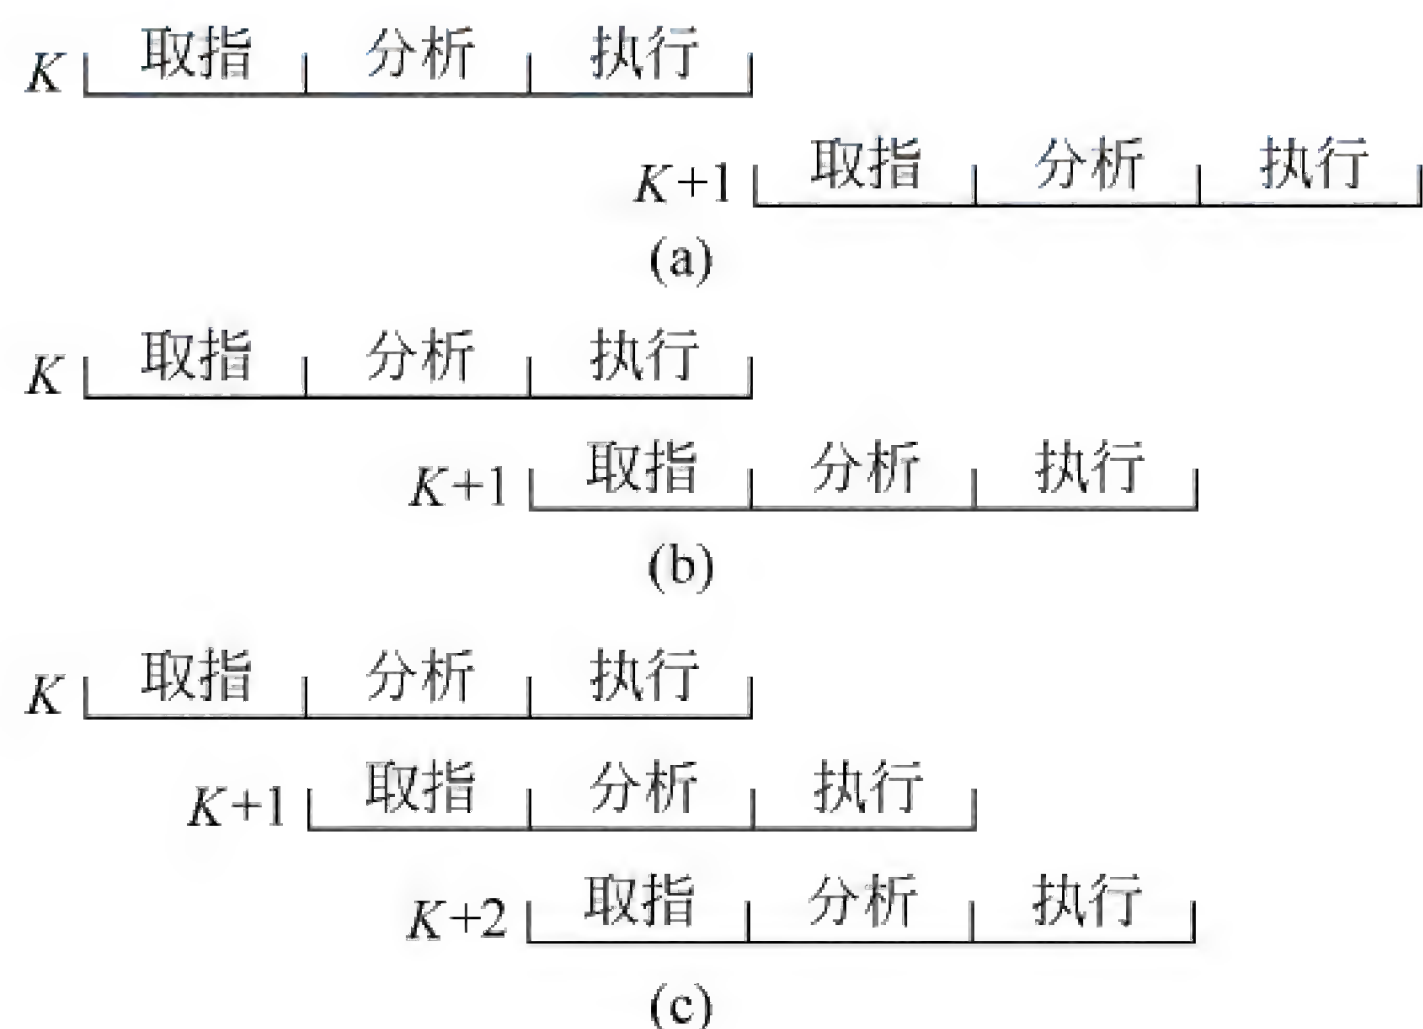 K 取指 分析 执行
K+1 取指 分析 执行
(a)
K 取指 分析 执行
K+1 取指 分析 执行
(b)
K 取指 分析 执行
K+1 取指 分析 执行
K+2 取指 分析 执行
(c)